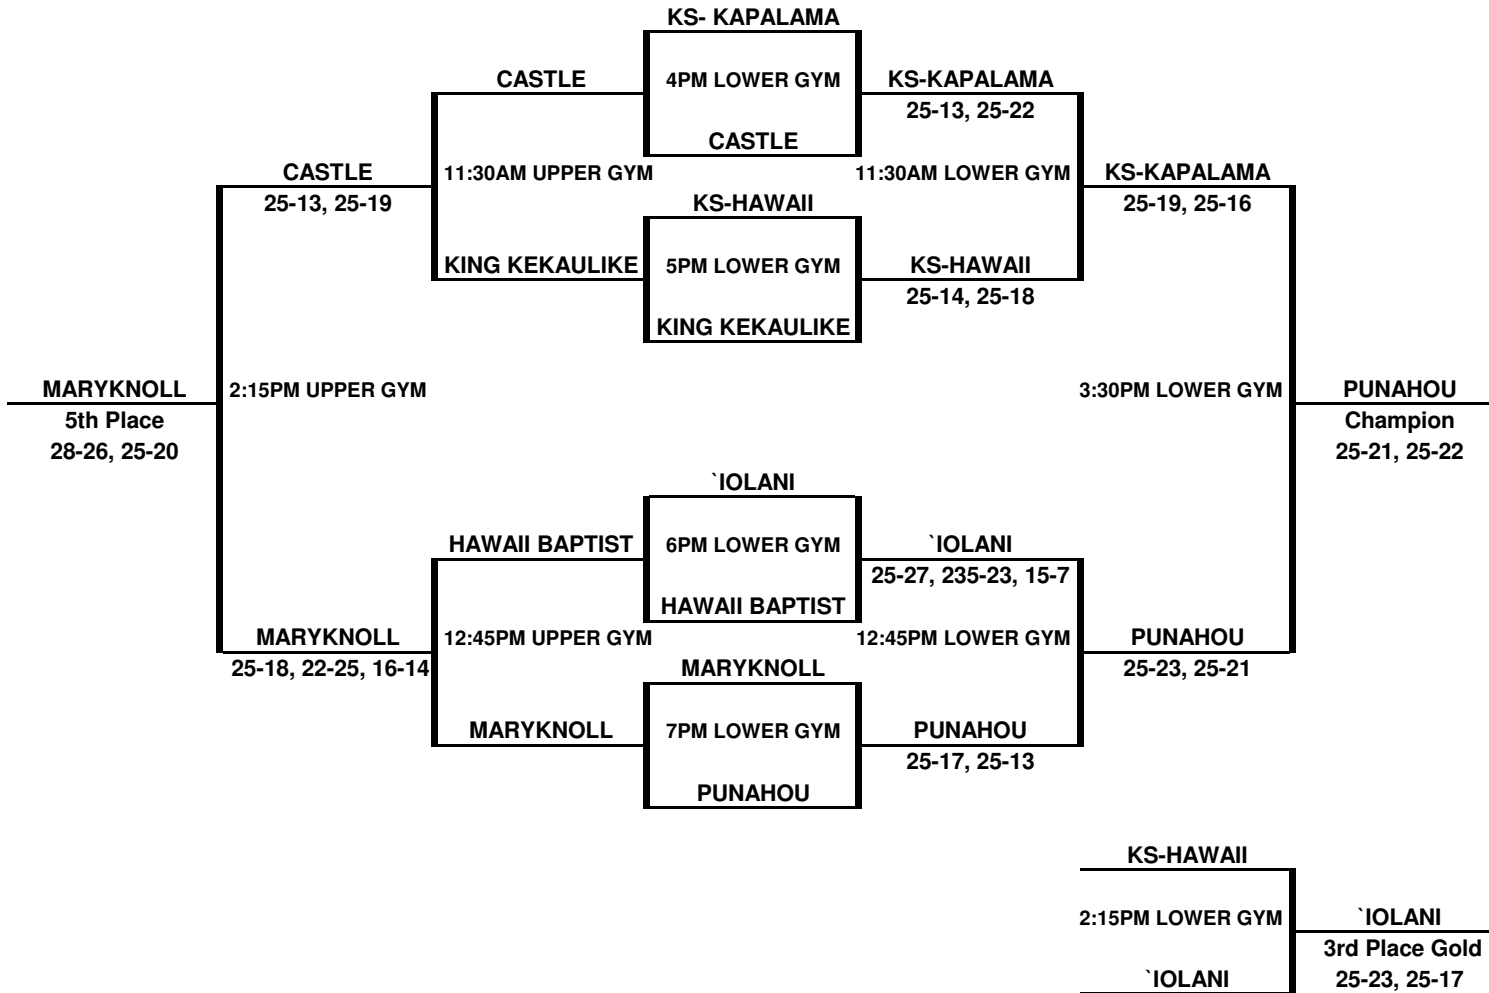 KS- KAPALAMA
CASTLE
4PM LOWER GYM
KS-KAPALAMA
25-13, 25-22
CASTLE
CASTLE
11:30AM UPPER GYM
11:30AM LOWER GYM
KS-KAPALAMA
25-13, 25-19
KS-HAWAII
25-19, 25-16
KING KEKAULIKE
5PM LOWER GYM
KS-HAWAII
25-14, 25-18
KING KEKAULIKE
MARYKNOLL
2:15PM UPPER GYM
3:30PM LOWER GYM
PUNAHOU
5th Place
Champion
28-26, 25-20
25-21, 25-22
`IOLANI
HAWAII BAPTIST
6PM LOWER GYM
`IOLANI
25-27, 235-23, 15-7
HAWAII BAPTIST
MARYKNOLL
12:45PM UPPER GYM
12:45PM LOWER GYM
PUNAHOU
25-18, 22-25, 16-14
MARYKNOLL
25-23, 25-21
MARYKNOLL
7PM LOWER GYM
PUNAHOU
25-17, 25-13
PUNAHOU
KS-HAWAII
2:15PM LOWER GYM
`IOLANI
3rd Place Gold
`IOLANI
25-23, 25-17